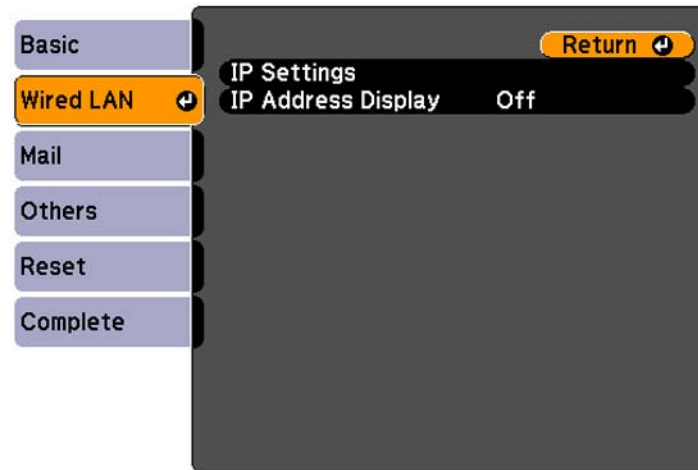 Basic
Wired LAN
Mail
Others
Reset
Complete
Return
IP Settings
IP Address Display Off